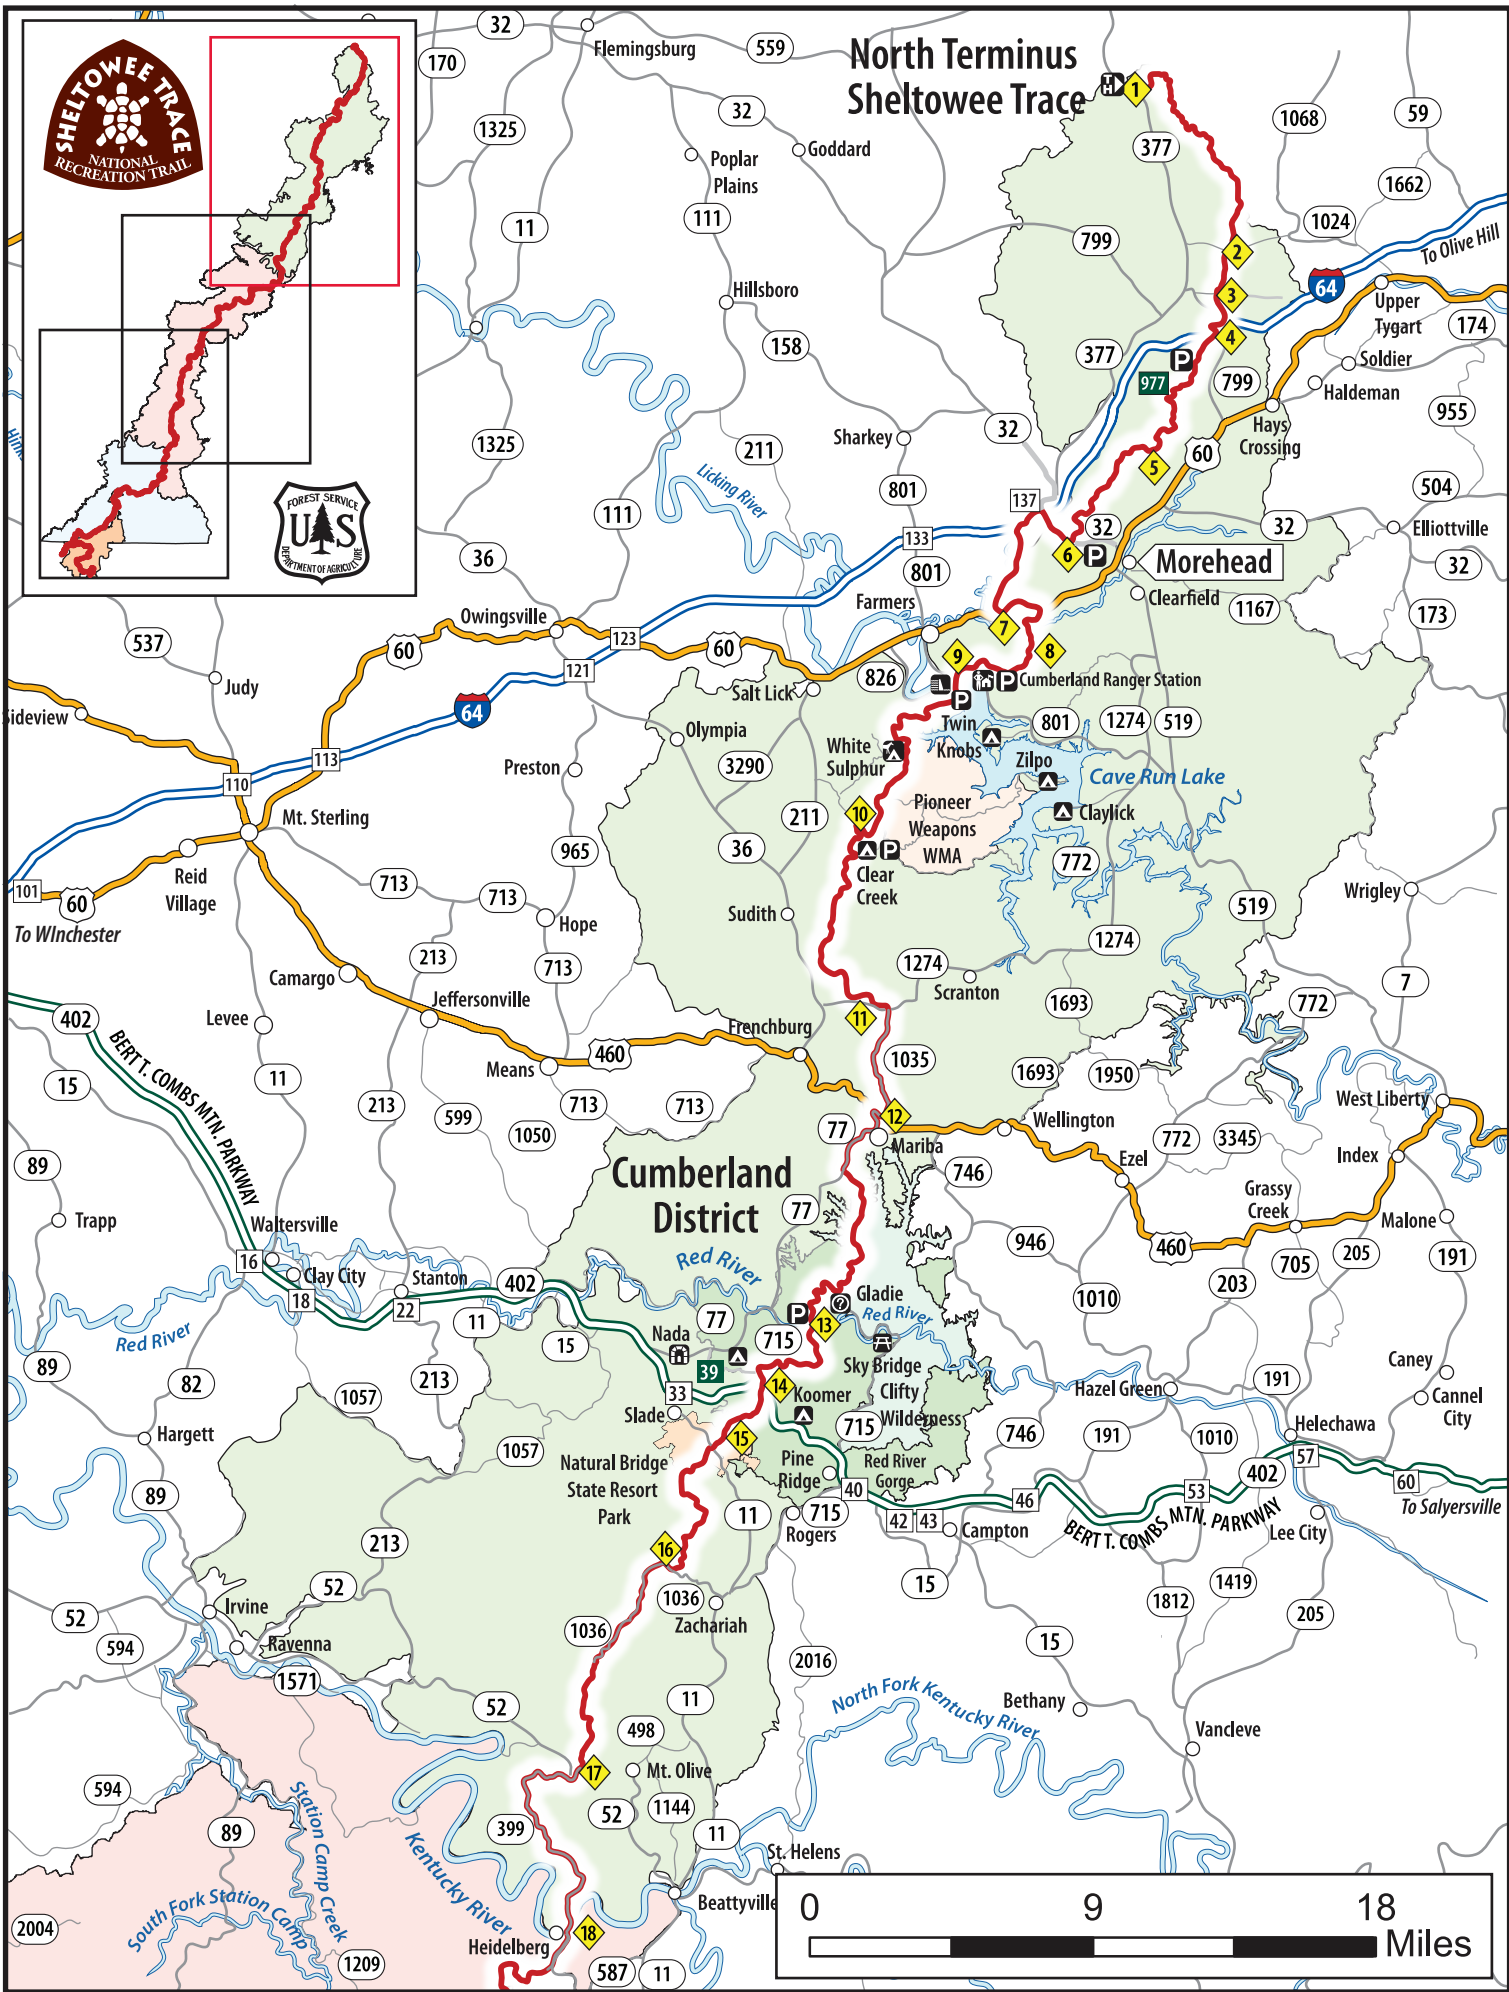 SHELTOWEE TRACE
NATIONAL
RECREATION TRAIL
FOREST SERVICE
U S
DEPARTMENT OF AGRICULTURE
North Terminus
Sheltowee Trace
TH
1
32
Flemingsburg
559
170
32
1325
Poplar
Plains
Goddard
377
1068
59
1662
111
11
799
1024
To Olive Hill
2
Hillsboro
3
64
Upper
Tygart
174
158
377
4
P
977
799
Soldier
Haldeman
Hays
Crossing
955
1325
Sharkey
32
211
5
60
Licking River
801
504
111
137
32
32
Elliottville
36
133
6
P
Morehead
32
801
Clearfield
1167
173
Farmers
Owingsville
123
60
60
537
7
8
9
121
826
P
Cumberland Ranger Station
Judy
Salt Lick
64
P
Twin
Knobs
801
1274
519
Sideview
Olympia
White
Sulphur
113
3290
Zilpo
Cave Run Lake
Preston
110
Mt. Sterling
10
211
Pioneer
Weapons
WMA
Claylick
36
965
P
Clear
Creek
772
Reid
Village
713
713
101
60
To WInchester
Hope
Sudith
519
Wrigley
213
713
1274
1274
Camargo
Scranton
7
Jeffersonville
1693
772
402
Levee
11
Frenchburg
BERT T. COMBS MTN. PARKWAY
460
1035
15
Means
1693
1950
11
213
599
713
713
West Liberty
12
1050
77
Mariba
Wellington
772
3345
89
Cumberland
District
746
Ezel
Index
Trapp
77
Grassy
Creek
Malone
Waltersville
946
460
705
205
191
16
Red River
Clay City
Stanton
402
203
18
22
Gladie
1010
Red River
11
77
P
13
Red River
15
Nada
715
Sky Bridge
89
39
Caney
82
213
14
Koomer
Clifty
Wilderness
Hazel Green
191
1057
33
Cannel
City
Slade
15
715
746
191
1010
Helechawa
Hargett
1057
Natural Bridge
State Resort
Park
Pine
Ridge
Red River
Gorge
57
402
60
89
40
46
53
To Salyersville
11
715
42
43
Campton
BERT T. COMBS MTN. PARKWAY
Lee City
Rogers
213
16
52
15
1419
1036
52
Irvine
Zachariah
1812
205
594
1036
Ravenna
15
2016
1571
North Fork Kentucky River
52
11
Bethany
498
Vancleve
17
Mt. Olive
594
52
1144
Station Camp Creek
399
89
11
Kentucky River
St. Helens
South Fork Station Camp
Beattyville
2004
18
Heidelberg
1209
587
11
0
9
18
Miles